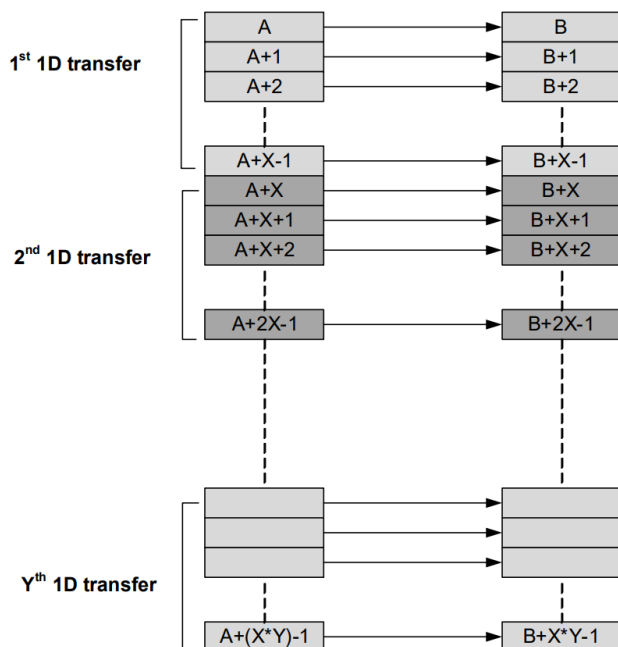 A B
1st 1D transfer
A+1 B+1
A+2 B+2
A+X-1 B+X-1
A+X B+X
A+X+1 B+X+1
2nd 1D transfer
A+X+2 B+X+2
A+2X-1 B+2X-1
Yth 1D transfer
A+(X*Y)-1 B+X*Y-1